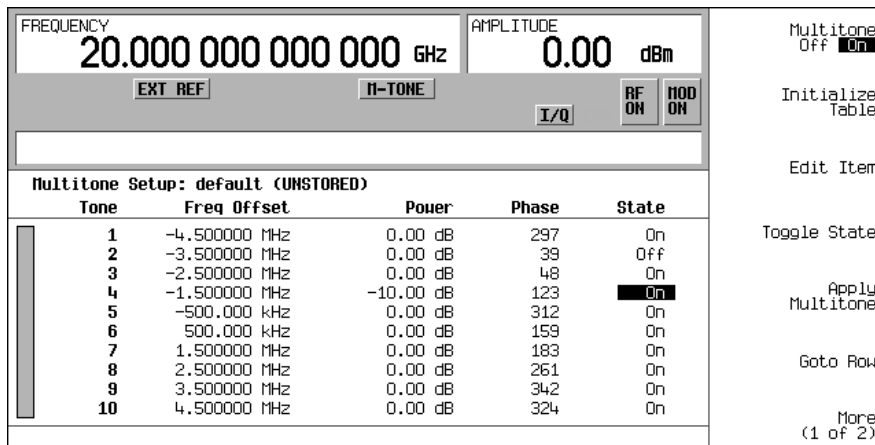 FREQUENCY
20.000 000 000 000 GHz
AMPLITUDE
0.00 dBm
EXT REF
M-TONE
I/Q
RF ON
MOD ON
Multitone Setup: default (UNSTORED)
Tone Freq Offset Power Phase State
1 -4.500000 MHz 0.00 dB 297 On
2 -3.500000 MHz 0.00 dB 39 Off
3 -2.500000 MHz 0.00 dB 48 On
4 -1.500000 MHz -10.00 dB 123 On
5 -500.000 kHz 0.00 dB 312 On
6 500.000 kHz 0.00 dB 159 On
7 1.500000 MHz 0.00 dB 183 On
8 2.500000 MHz 0.00 dB 261 On
9 3.500000 MHz 0.00 dB 342 On
10 4.500000 MHz 0.00 dB 324 On
Multitone
Off On
Initialize
Table
Edit Item
Toggle State
Apply
Multitone
Goto Row
More
(1 of 2)